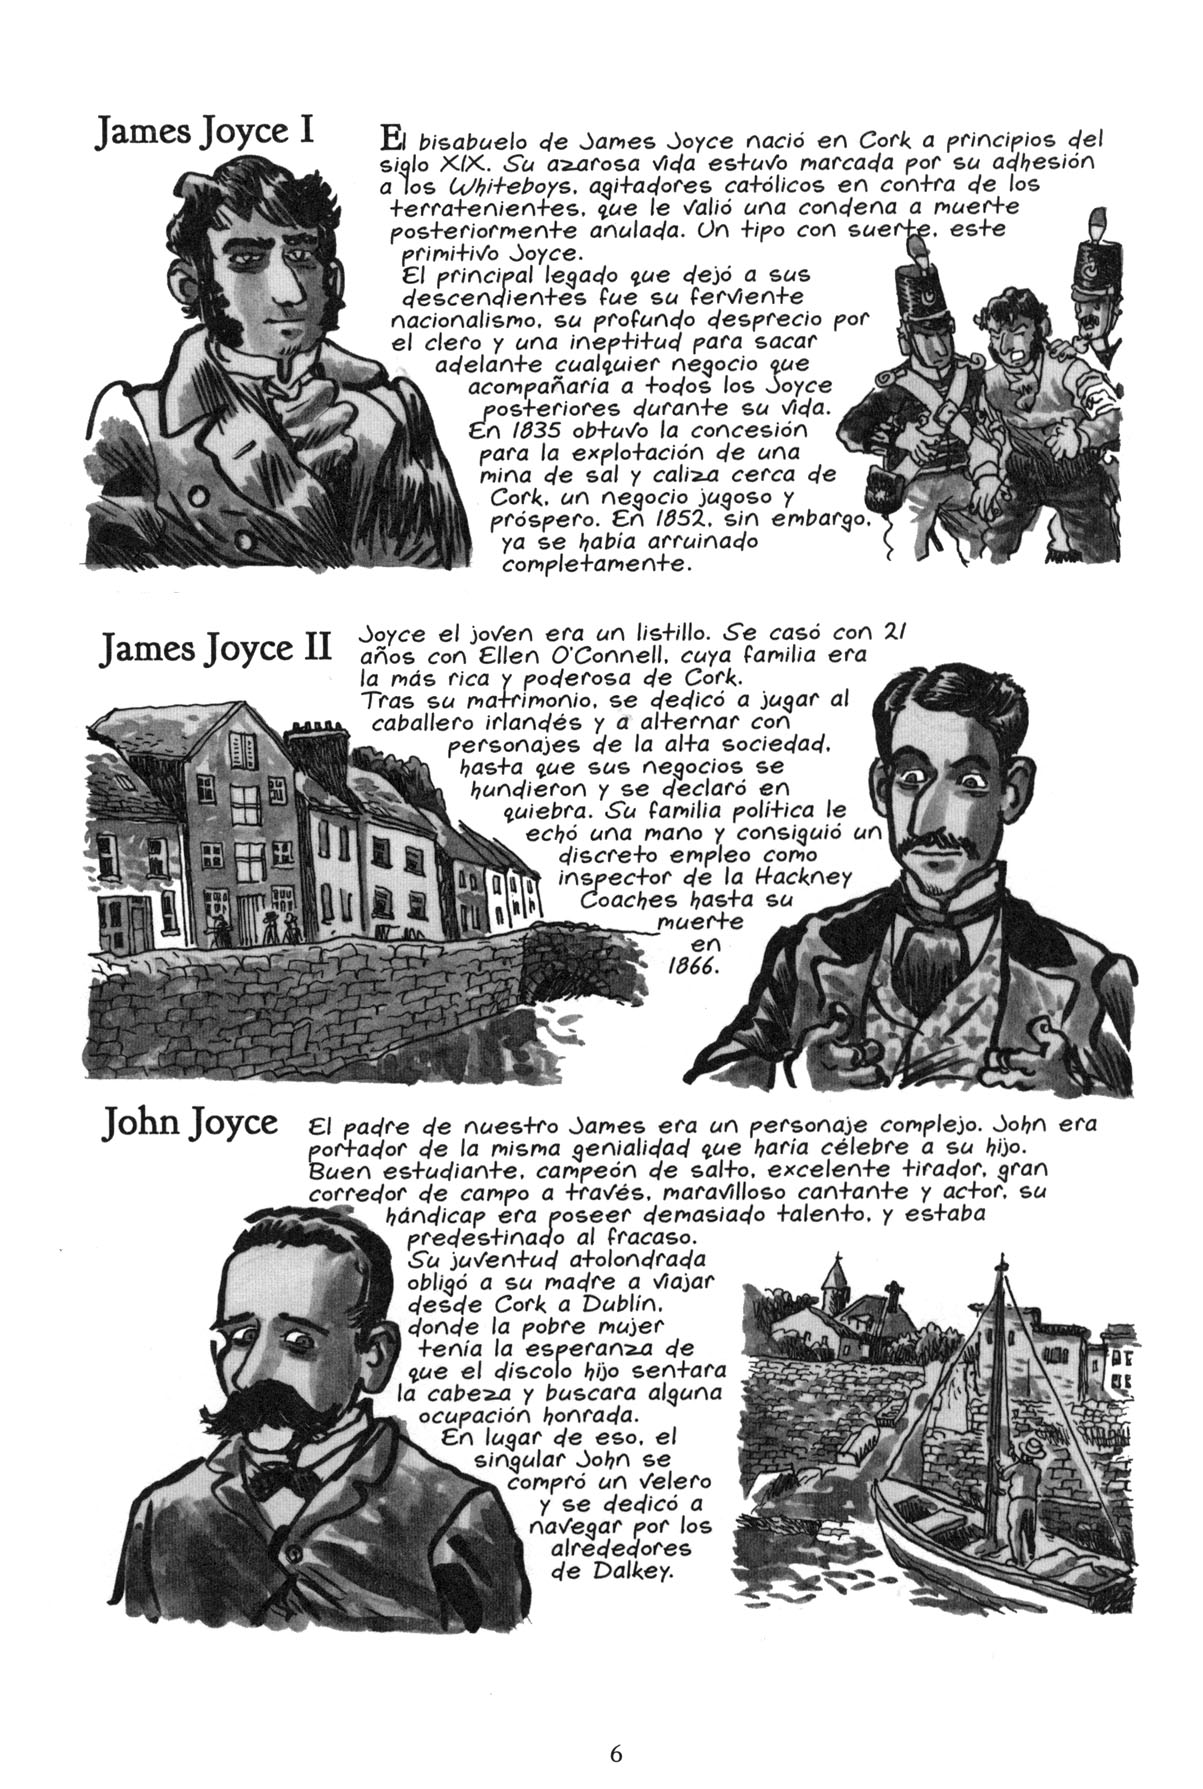 James Joyce I
El bisabuelo de James Joyce nació en Cork a principios del
siglo XIX. Su azarosa vida estuvo marcada por su adhesión
a los Whiteboys, agitadores católicos en contra de los
terratenientes, que le valió una condena a muerte
posteriormente anulada. Un tipo con suerte, este
primitivo Joyce.
El principal legado que dejó a sus
descendientes fue su ferviente
nacionalismo, su profundo desprecio por
el clero y una ineptitud para sacar
adelante cualquier negocio que
acompañaría a todos los Joyce
posteriores durante su vida.
En 1835 obtuvo la concesión
para la explotación de una
mina de sal y caliza cerca de
Cork, un negocio jugoso y
próspero. En 1852, sin embargo,
ya se había arruinado
completamente.
James Joyce II
Joyce el joven era un listillo. Se casó con 21
años con Ellen O'Connell, cuya familia era
la más rica y poderosa de Cork.
Tras su matrimonio, se dedicó a jugar al
caballero irlandés y a alternar con
personajes de la alta sociedad,
hasta que sus negocios se
hundieron y se declaró en
quiebra. Su familia política le
echó una mano y consiguió un
discreto empleo como
inspector de la Hackney
Coaches hasta su
muerte
en
1866.
John Joyce
El padre de nuestro James era un personaje complejo. John era
portador de la misma genialidad que haría célebre a su hijo.
Buen estudiante, campeón de salto, excelente tirador, gran
corredor de campo a través, maravilloso cantante y actor, su
hándicap era poseer demasiado talento, y estaba
predestinado al fracaso.
Su juventud atolondrada
obligó a su madre a viajar
desde Cork a Dublín,
donde la pobre mujer
tenía la esperanza de
que el díscolo hijo sentara
la cabeza y buscara alguna
ocupación honrada.
En lugar de eso, el
singular John se
compró un velero
y se dedicó a
navegar por los
alrededores
de Dalkey.
6